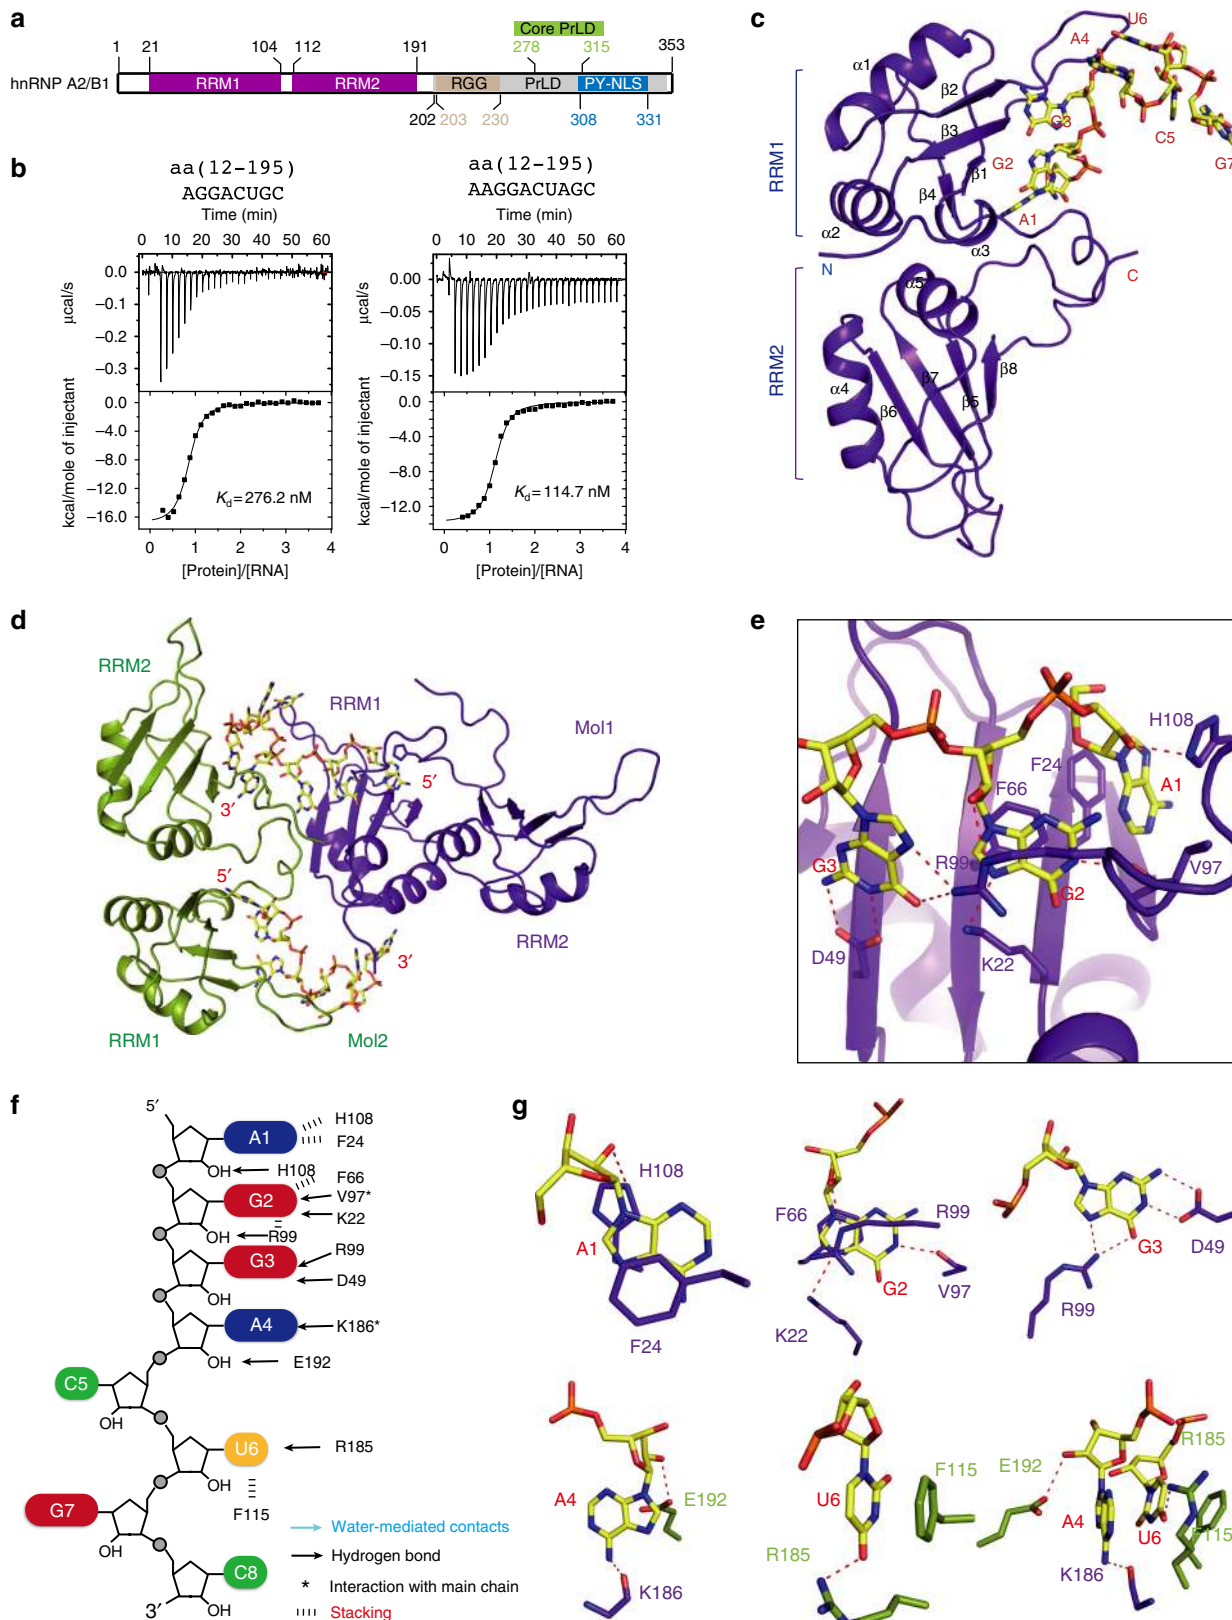 a
Core PrLD
1 21 104 112 191 278 315 353
hnRNP A2/B1 RRM1 RRM2 RGG PrLD PY-NLS
202 203 230 308 331
b
aa(12–195)
AGGACUGC
Time (min)
0 10 20 30 40 50 60
0.0
–0.1
–0.2
–0.3
µcal/s
0.0
–4.0
–8.0
–12.0
–16.0
kcal/mole of injectant
Kd=276.2 nM
0 1 2 3 4
[Protein]/[RNA]
aa(12–195)
AAGGACUAGC
Time (min)
0 10 20 30 40 50 60
0.00
–0.05
–0.10
–0.15
µcal/s
0.0
–4.0
–8.0
–12.0
kcal/mole of injectant
Kd=114.7 nM
0 1 2 3 4
[Protein]/[RNA]
c
U6
A4
α1
β2
G3
β3
C5
G7
RRM1
G2
β1
β4
A1
α2
α3
N
C
α5
RRM2
α4
β7
β8
β6
β5
d
RRM2
RRM1
Mol1
5′
3′
5′
RRM2
3′
RRM1
Mol2
e
H108
F24
A1
F66
G3
R99
V97
G2
D49
K22
f
5′
A1
H108
F24
OH
H108
G2
F66
V97*
K22
OH
R99
G3
R99
D49
OH
A4
K186*
OH
E192
C5
OH
U6
R185
OH
F115
G7
OH
C8
OH
3′
Water-mediated contacts
Hydrogen bond
* Interaction with main chain
Stacking
g
H108
A1
F24
F66
R99
G2
V97
K22
G3
D49
R99
A4
E192
K186
U6
F115
R185
E192
R185
A4
U6
F115
K186